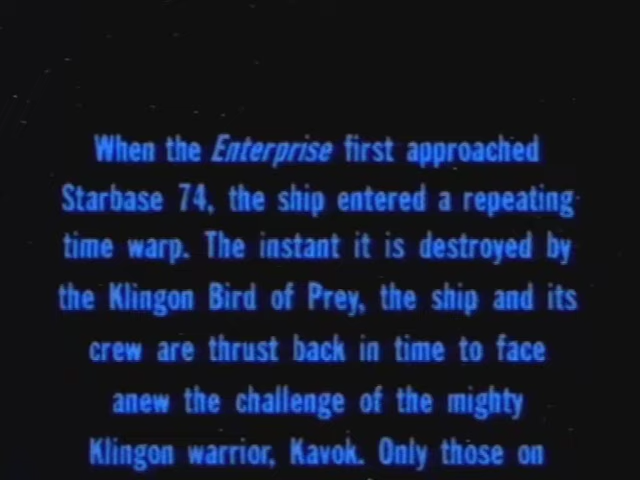 When the Enterprise first approached
Starbase 74, the ship entered a repeating
time warp. The instant it is destroyed by
the Klingon Bird of Prey, the ship and its
crew are thrust back in time to face
anew the challenge of the mighty
Klingon warrior, Kavok. Only those on